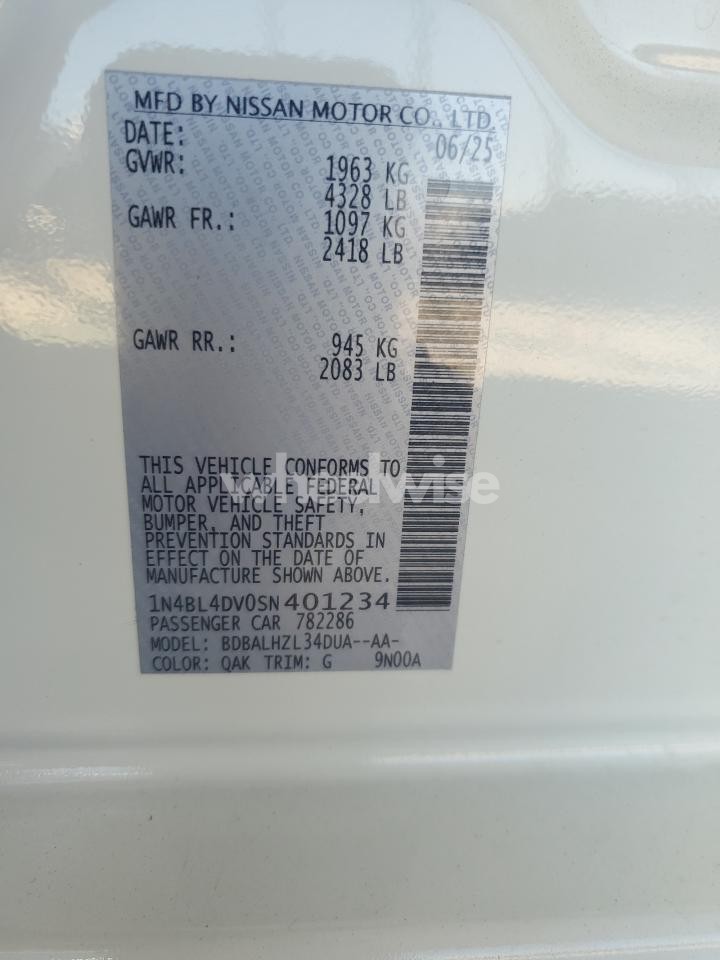 MFD BY NISSAN MOTOR CO., LTD.
DATE: 06/25
GVWR: 1963 KG
4328 LB
GAWR FR.: 1097 KG
2418 LB
GAWR RR.: 945 KG
2083 LB
THIS VEHICLE CONFORMS TO
ALL APPLICABLE FEDERAL
MOTOR VEHICLE SAFETY,
BUMPER, AND THEFT
PREVENTION STANDARDS IN
EFFECT ON THE DATE OF
MANUFACTURE SHOWN ABOVE.
1N4BL4DV0SN401234
PASSENGER CAR 782286
MODEL: BDBALHZL34DUA--AA-
COLOR: QAK TRIM: G 9N00A
wheelwise